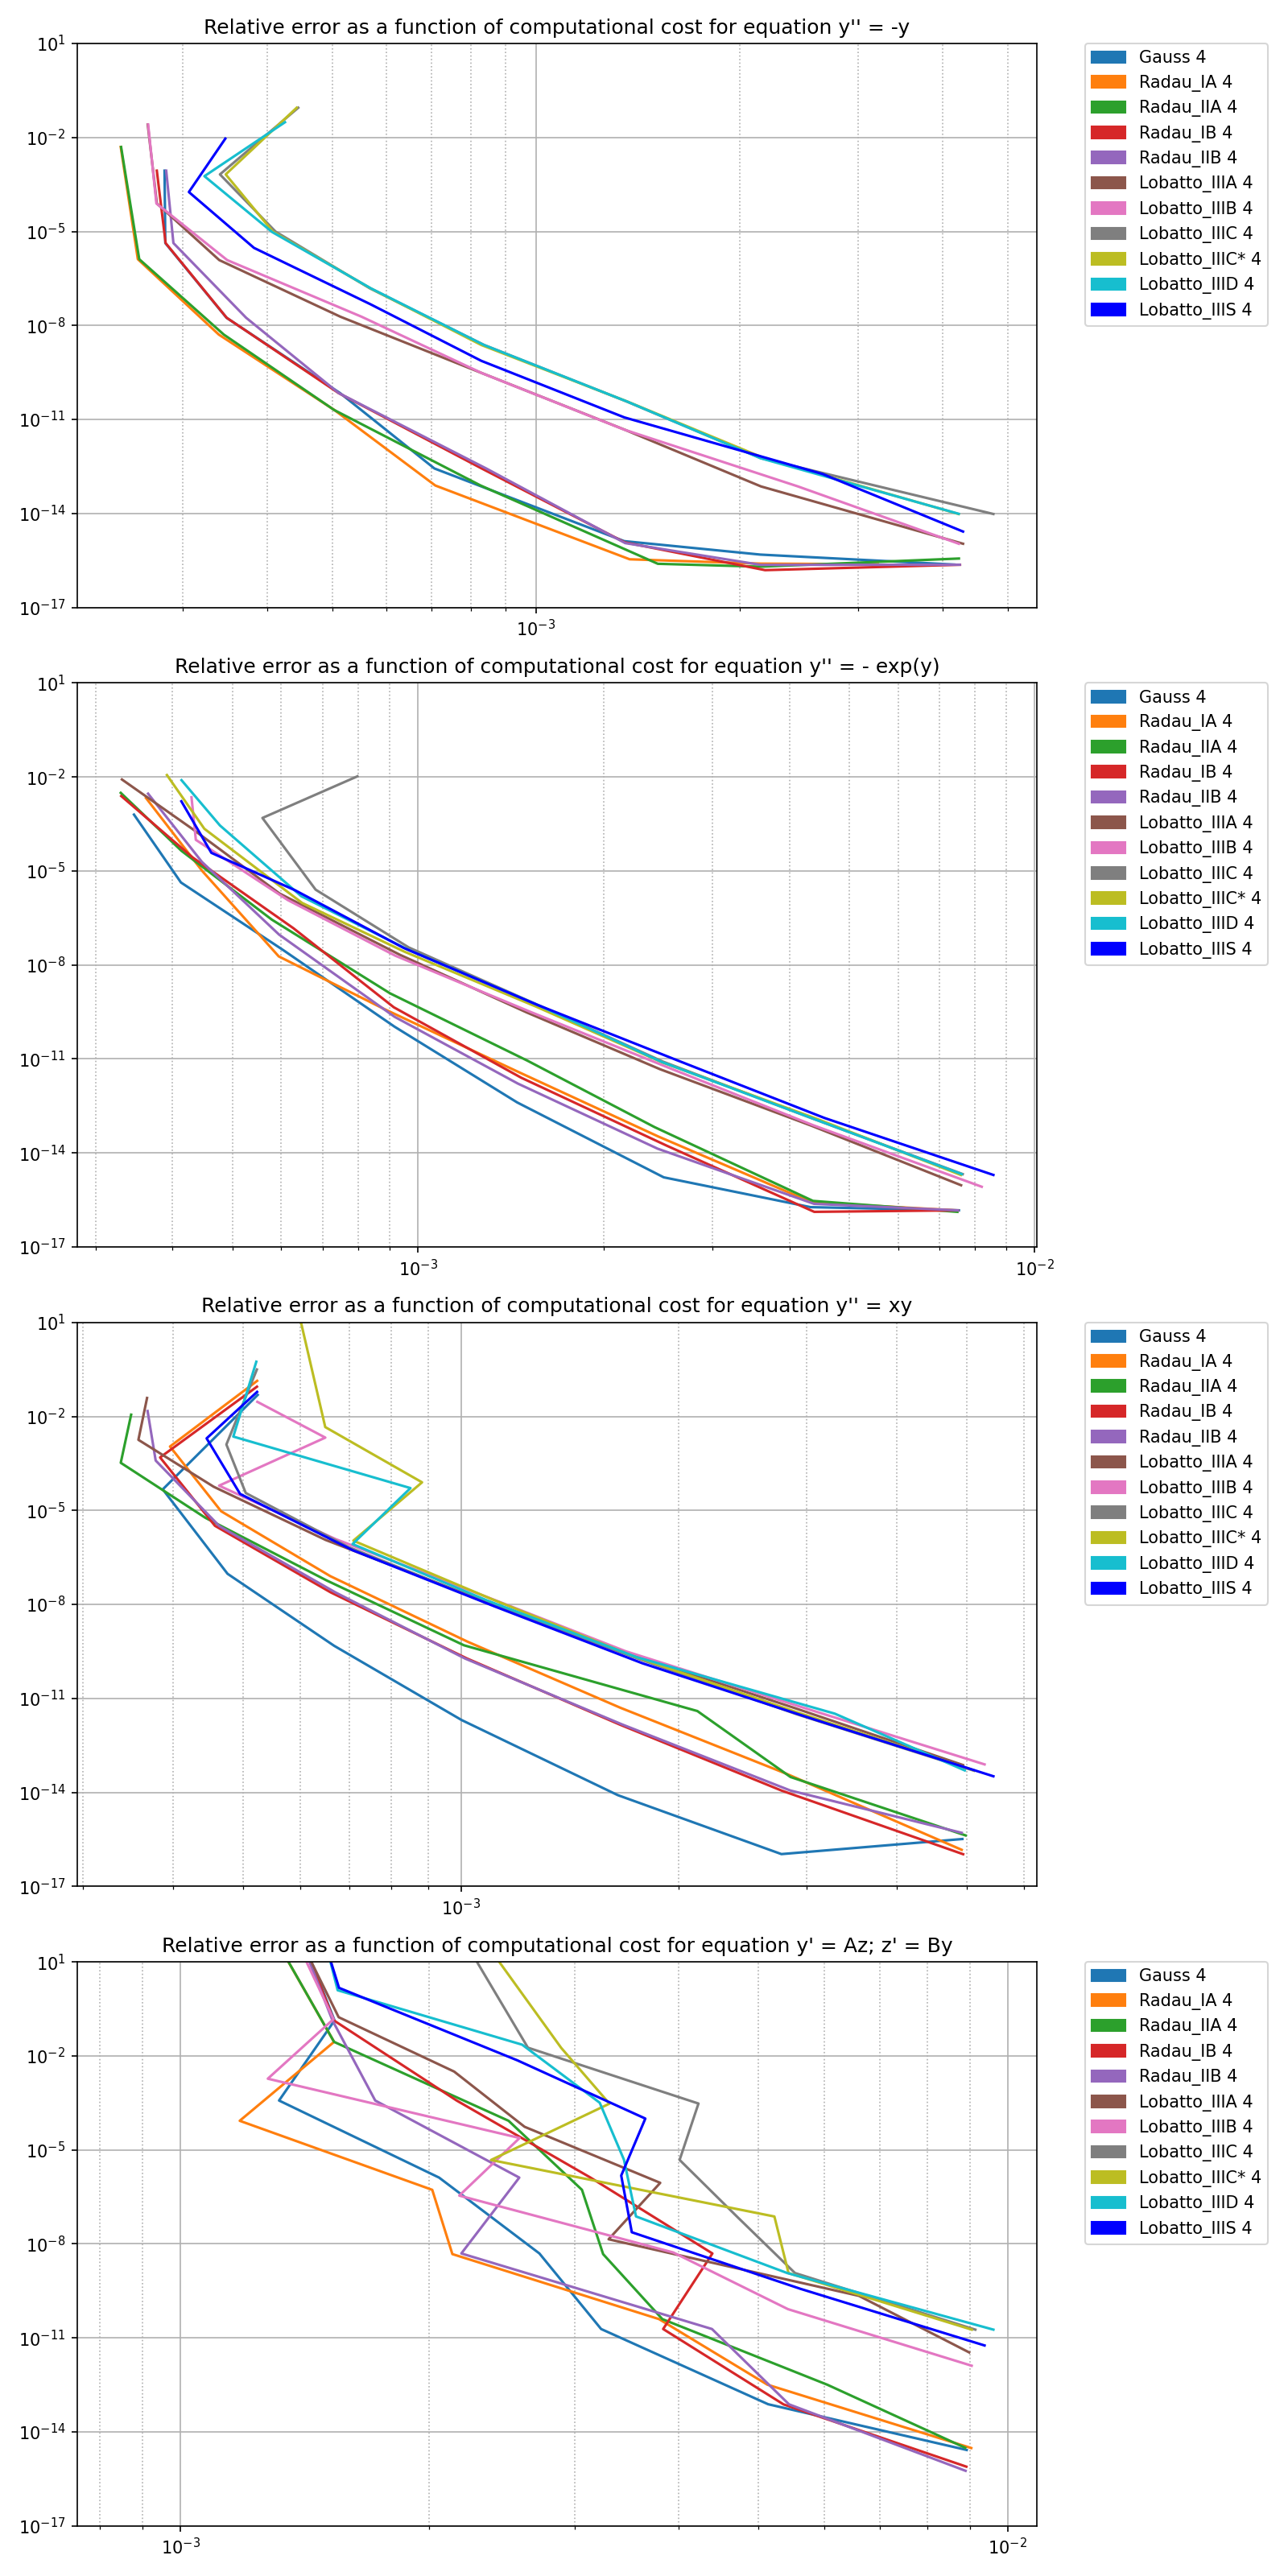 Relative error as a function of computational cost for equation y'' = -y
10¹
10⁻²
10⁻⁵
10⁻⁸
10⁻¹¹
10⁻¹⁴
10⁻¹⁷
10⁻³
Gauss 4
Radau_IA 4
Radau_IIA 4
Radau_IB 4
Radau_IIB 4
Lobatto_IIIA 4
Lobatto_IIIB 4
Lobatto_IIIC 4
Lobatto_IIIC* 4
Lobatto_IIID 4
Lobatto_IIIS 4
Relative error as a function of computational cost for equation y'' = - exp(y)
10¹
10⁻²
10⁻⁵
10⁻⁸
10⁻¹¹
10⁻¹⁴
10⁻¹⁷
10⁻³ 10⁻²
Gauss 4
Radau_IA 4
Radau_IIA 4
Radau_IB 4
Radau_IIB 4
Lobatto_IIIA 4
Lobatto_IIIB 4
Lobatto_IIIC 4
Lobatto_IIIC* 4
Lobatto_IIID 4
Lobatto_IIIS 4
Relative error as a function of computational cost for equation y'' = xy
10¹
10⁻²
10⁻⁵
10⁻⁸
10⁻¹¹
10⁻¹⁴
10⁻¹⁷
10⁻³
Gauss 4
Radau_IA 4
Radau_IIA 4
Radau_IB 4
Radau_IIB 4
Lobatto_IIIA 4
Lobatto_IIIB 4
Lobatto_IIIC 4
Lobatto_IIIC* 4
Lobatto_IIID 4
Lobatto_IIIS 4
Relative error as a function of computational cost for equation y' = Az; z' = By
10¹
10⁻²
10⁻⁵
10⁻⁸
10⁻¹¹
10⁻¹⁴
10⁻¹⁷
10⁻³ 10⁻²
Gauss 4
Radau_IA 4
Radau_IIA 4
Radau_IB 4
Radau_IIB 4
Lobatto_IIIA 4
Lobatto_IIIB 4
Lobatto_IIIC 4
Lobatto_IIIC* 4
Lobatto_IIID 4
Lobatto_IIIS 4